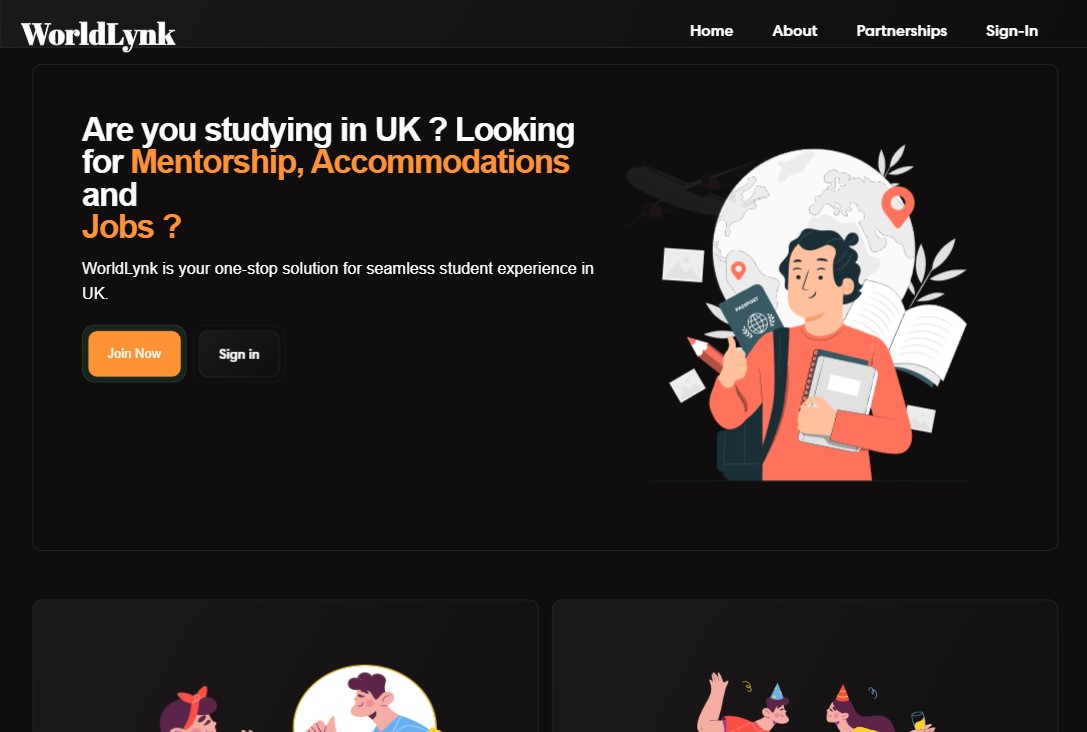 WorldLynk
Home
About
Partnerships
Sign-In
Are you studying in UK ? Looking
for Mentorship, Accommodations
and
Jobs ?
WorldLynk is your one-stop solution for seamless student experience in
UK.
Join Now
Sign in
PASSPORT